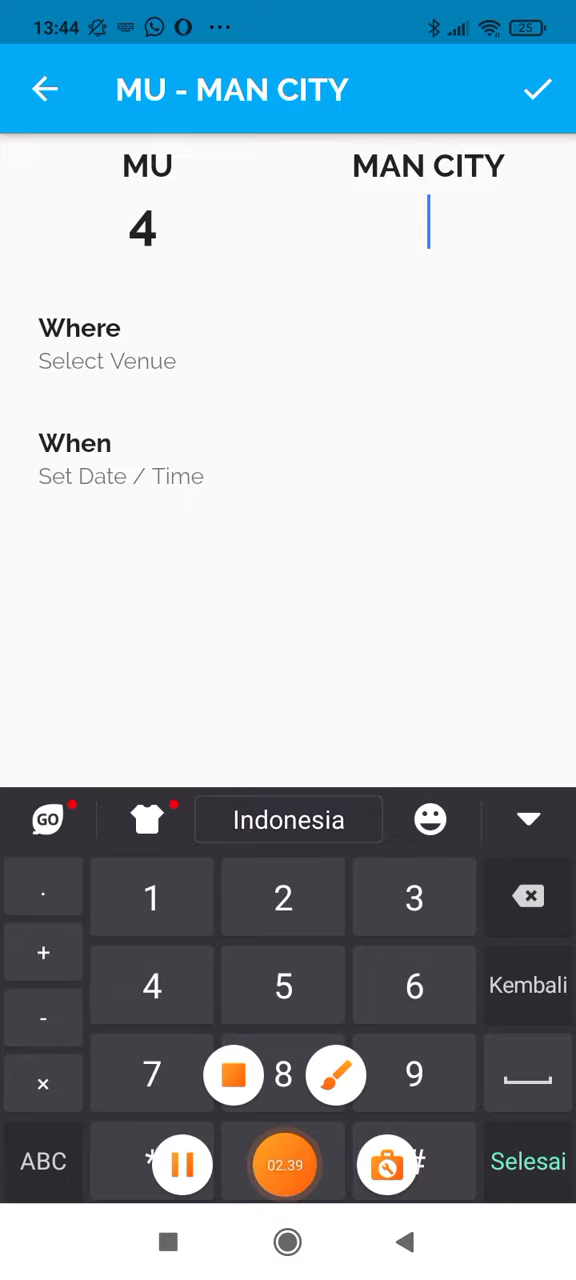 13:44 25
MU - MAN CITY
MU MAN CITY
4
Where
Select Venue
When
Set Date / Time
GO Indonesia
. 1 2 3
+ 4 5 6 Kembali
- 7 8 9
×
ABC * 02.39 # Selesai